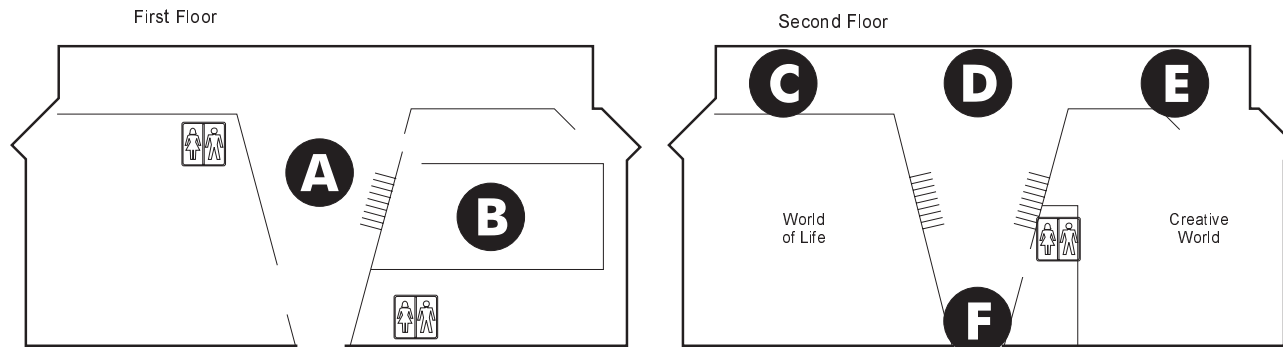 First Floor
Second Floor
C
D
E
A
B
World
of Life
Creative
World
F